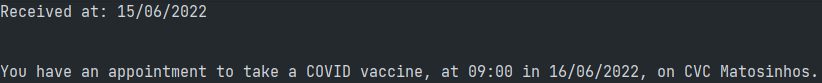 Received at: 15/06/2022
You have an appointment to take a COVID vaccine, at 09:00 in 16/06/2022, on CVC Matosinhos.